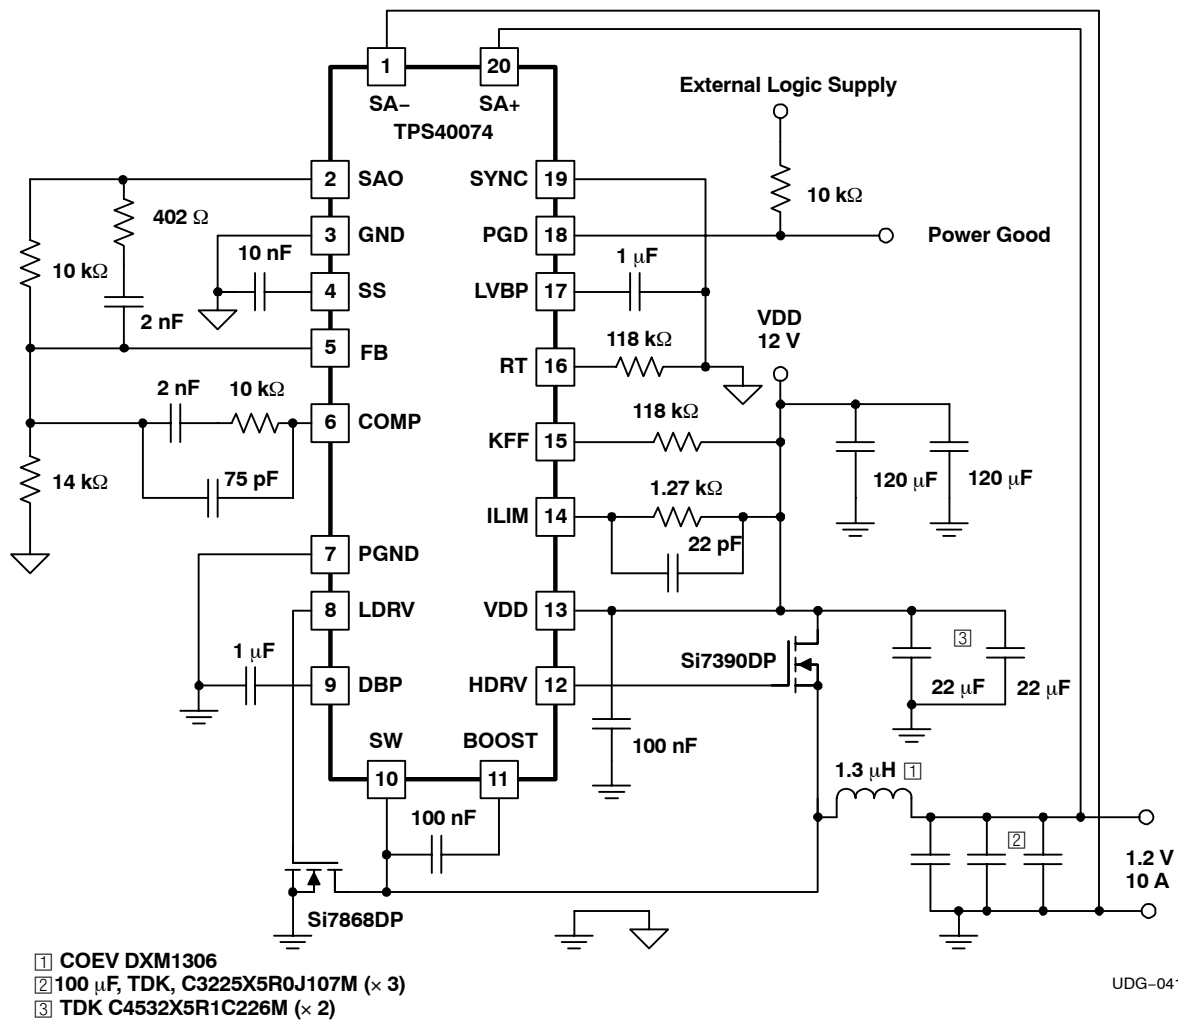 1
20
SA−
SA+
TPS40074
External Logic Supply
2
SAO
SYNC
19
10 kΩ
402 Ω
3
GND
PGD
18
Power Good
10 nF
1 μF
10 kΩ
4
SS
LVBP
17
2 nF
VDD
12 V
118 kΩ
5
FB
RT
16
2 nF
10 kΩ
6
COMP
118 kΩ
KFF
15
14 kΩ
75 pF
120 μF
120 μF
1.27 kΩ
ILIM
14
22 pF
7
PGND
8
LDRV
VDD
13
1 μF
3
Si7390DP
9
DBP
HDRV
12
22 μF
22 μF
SW
BOOST
100 nF
10
11
1.3 μH 1
100 nF
2
1.2 V
10 A
Si7868DP
1 COEV DXM1306
2 100 μF, TDK, C3225X5R0J107M (× 3)
3 TDK C4532X5R1C226M (× 2)
UDG−041